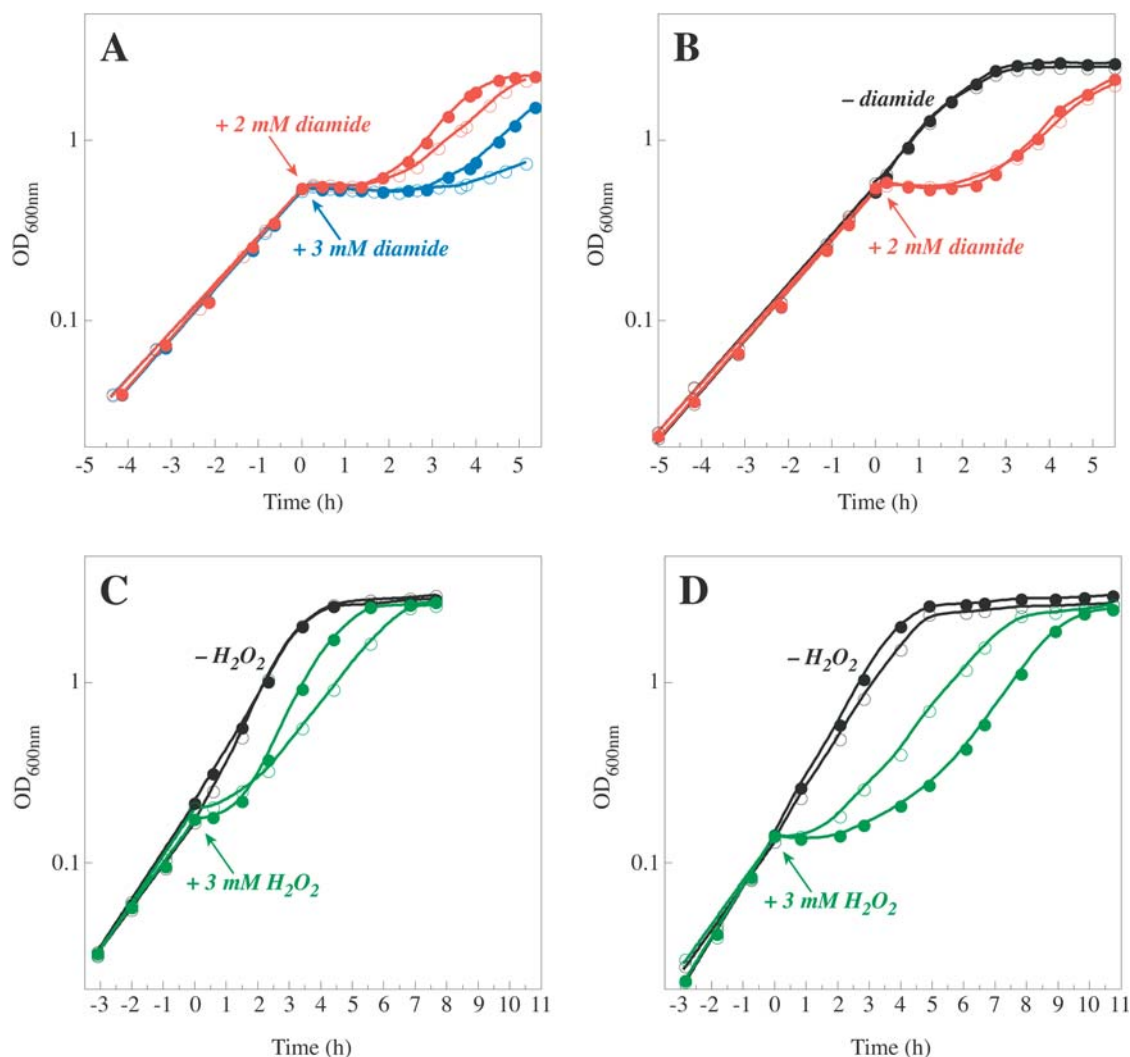 A
+ 2 mM diamide
+ 3 mM diamide
1
0.1
OD600nm
-5 -4 -3 -2 -1 0 1 2 3 4 5
Time (h)
B
– diamide
+ 2 mM diamide
1
0.1
OD600nm
-5 -4 -3 -2 -1 0 1 2 3 4 5
Time (h)
C
– H2O2
+ 3 mM H2O2
1
0.1
OD600nm
-3 -2 -1 0 1 2 3 4 5 6 7 8 9 10 11
Time (h)
D
– H2O2
+ 3 mM H2O2
1
0.1
OD600nm
-3 -2 -1 0 1 2 3 4 5 6 7 8 9 10 11
Time (h)